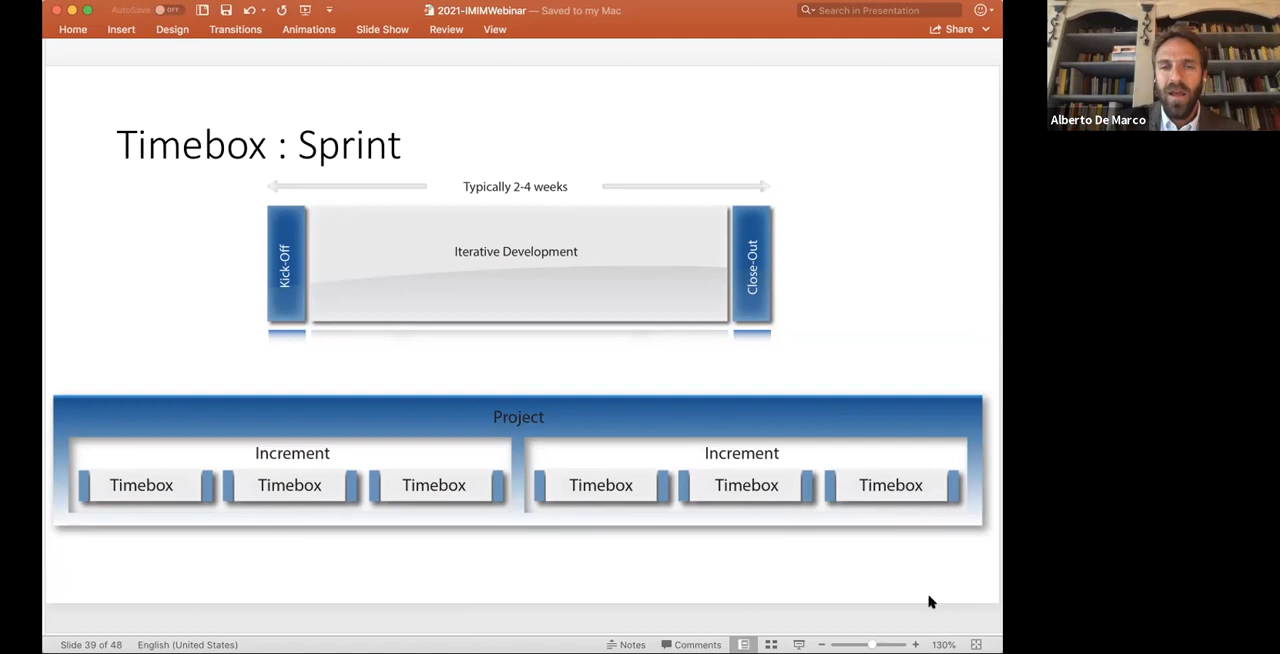 AutoSave OFF
2021-IMIMWebinar — Saved to my Mac
Search in Presentation
Home Insert Design Transitions Animations Slide Show Review View
Share
Timebox : Sprint
Typically 2-4 weeks
Kick-Off
Iterative Development
Close-Out
Project
Increment Increment
Timebox Timebox Timebox Timebox Timebox Timebox
Slide 39 of 48 English (United States)
Notes Comments 130%
Alberto De Marco